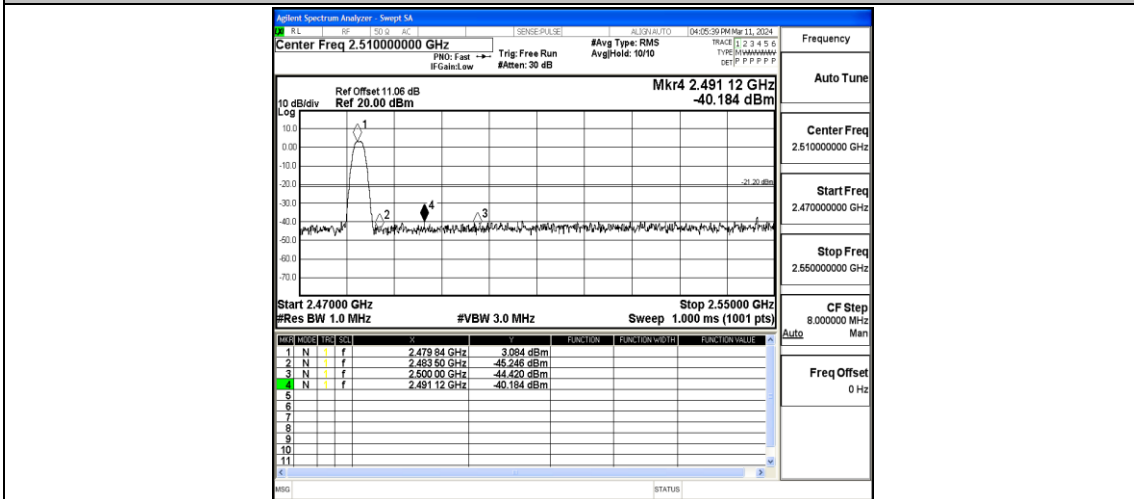 Agilent Spectrum Analyzer - Swept SA
RL RF 50 Ω AC SENSE:PULSE ALIGN AUTO 04:05:39 PM Mar 11, 2024
Center Freq 2.510000000 GHz
PNO: Fast
IFGain:Low
Trig: Free Run
#Atten: 30 dB
#Avg Type: RMS
Avg|Hold: 10/10
TRACE 1 2 3 4 5 6
TYPE M
DET P P P P P P
Frequency
Auto Tune
Mkr4 2.491 12 GHz
-40.184 dBm
Ref Offset 11.06 dB
10 dB/div Ref 20.00 dBm
Log
10.0
0.00
-10.0
-20.0
-30.0
-40.0
-50.0
-60.0
-70.0
1
2
4
3
-21.20 dBm
Center Freq
2.510000000 GHz
Start Freq
2.470000000 GHz
Stop Freq
2.550000000 GHz
Start 2.47000 GHz Stop 2.55000 GHz
#Res BW 1.0 MHz #VBW 3.0 MHz Sweep 1.000 ms (1001 pts)
CF Step
8.000000 MHz
Auto Man
Freq Offset
0 Hz
MKR MODE TRC SCL X Y FUNCTION FUNCTION WIDTH FUNCTION VALUE
1 N 1 f 2.479 84 GHz 3.084 dBm
2 N 1 f 2.483 50 GHz -45.246 dBm
3 N 1 f 2.500 00 GHz -44.420 dBm
4 N 1 f 2.491 12 GHz -40.184 dBm
5
6
7
8
9
10
11
MSG STATUS